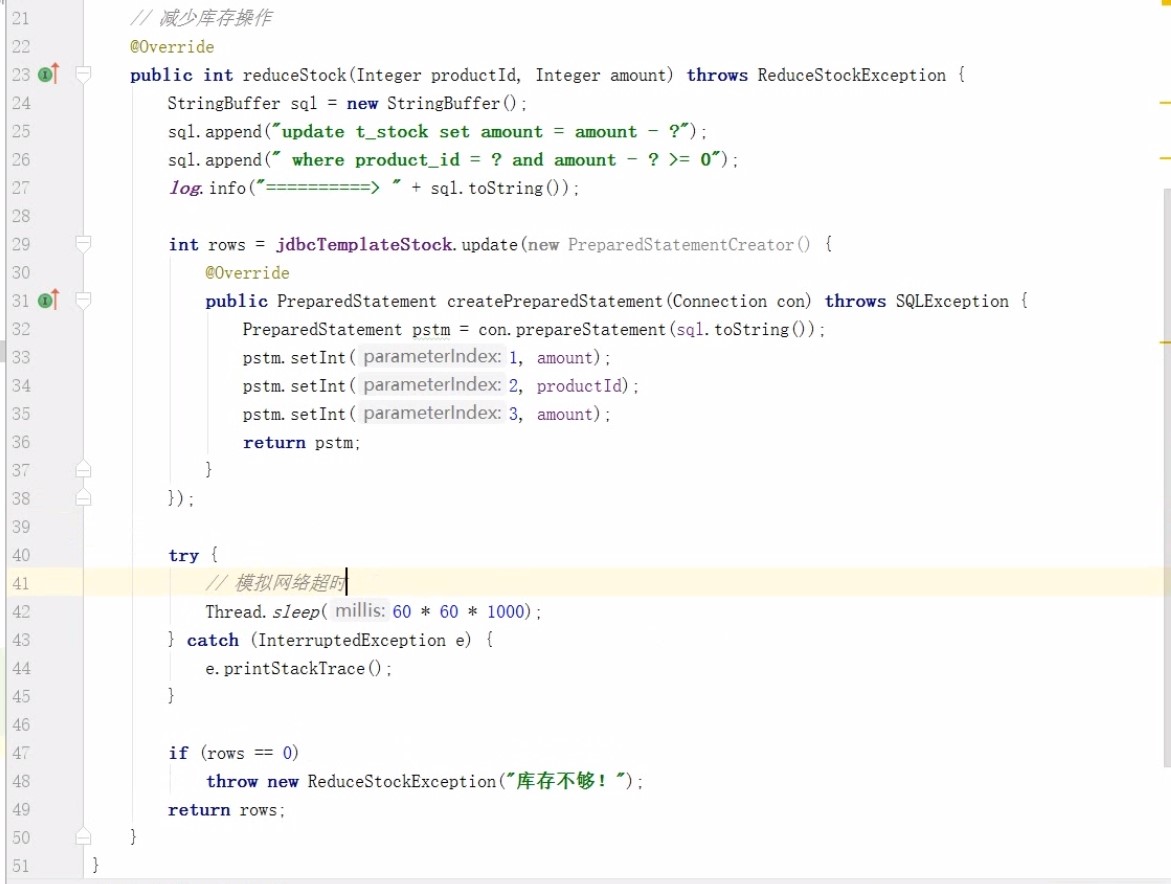 21 // 减少库存操作
22 @Override
23 public int reduceStock(Integer productId, Integer amount) throws ReduceStockException {
24 StringBuffer sql = new StringBuffer();
25 sql.append("update t_stock set amount = amount - ?");
26 sql.append(" where product_id = ? and amount - ? >= 0");
27 log.info("==========> " + sql.toString());
28
29 int rows = jdbcTemplateStock.update(new PreparedStatementCreator() {
30 @Override
31 public PreparedStatement createPreparedStatement(Connection con) throws SQLException {
32 PreparedStatement pstm = con.prepareStatement(sql.toString());
33 pstm.setInt( parameterIndex: 1, amount);
34 pstm.setInt( parameterIndex: 2, productId);
35 pstm.setInt( parameterIndex: 3, amount);
36 return pstm;
37 }
38 });
39
40 try {
41 // 模拟网络超时
42 Thread.sleep( millis: 60 * 60 * 1000);
43 } catch (InterruptedException e) {
44 e.printStackTrace();
45 }
46
47 if (rows == 0)
48 throw new ReduceStockException("库存不够！");
49 return rows;
50 }
51 }